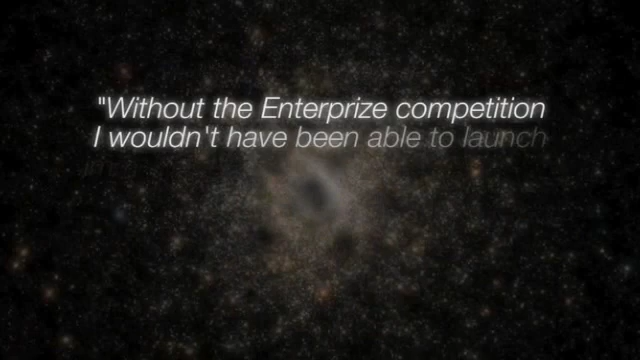 "Without the Enterprize competition
I wouldn't have been able to launch